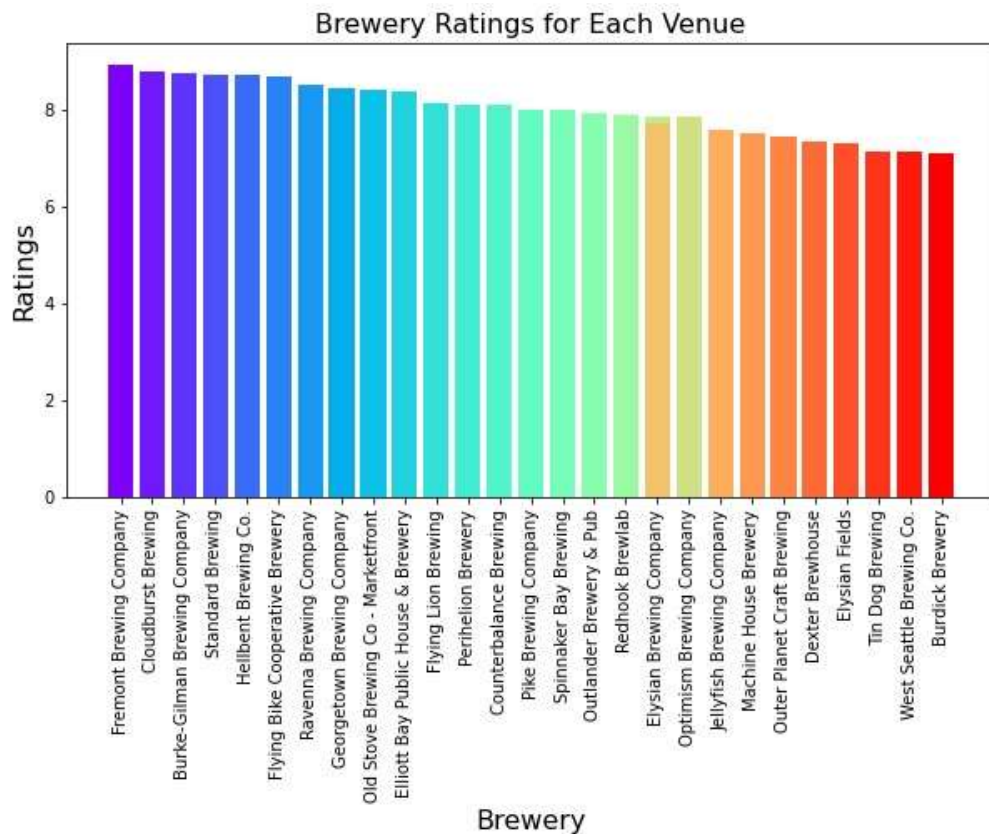 Brewery Ratings for Each Venue
Ratings
8
6
4
2
0
Fremont Brewing Company
Cloudburst Brewing
Burke-Gilman Brewing Company
Standard Brewing
Hellbent Brewing Co.
Flying Bike Cooperative Brewery
Ravenna Brewing Company
Georgetown Brewing Company
Old Stove Brewing Co - Marketfront
Elliott Bay Public House & Brewery
Flying Lion Brewing
Perihelion Brewery
Counterbalance Brewing
Pike Brewing Company
Spinnaker Bay Brewing
Outlander Brewery & Pub
Redhook Brewlab
Elysian Brewing Company
Optimism Brewing Company
Jellyfish Brewing Company
Machine House Brewery
Outer Planet Craft Brewing
Dexter Brewhouse
Elysian Fields
Tin Dog Brewing
West Seattle Brewing Co.
Burdick Brewery
Brewery